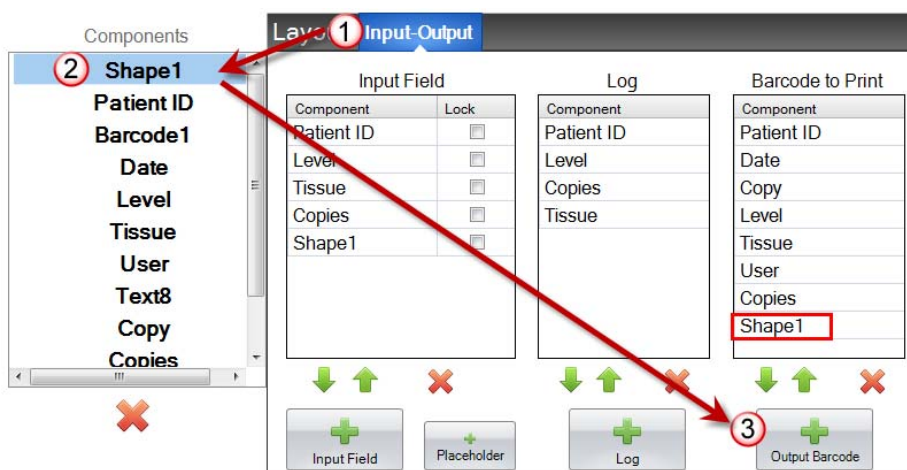 Components
Shape1
Patient ID
Barcode1
Date
Level
Tissue
User
Text8
Copy
Copies
1
2
3
Input-Output
Input Field
Component Lock
Patient ID
Level
Tissue
Copies
Shape1
Input Field
Placeholder
Log
Component
Patient ID
Level
Copies
Tissue
Log
Barcode to Print
Component
Patient ID
Date
Copy
Level
Tissue
User
Copies
Shape1
Output Barcode